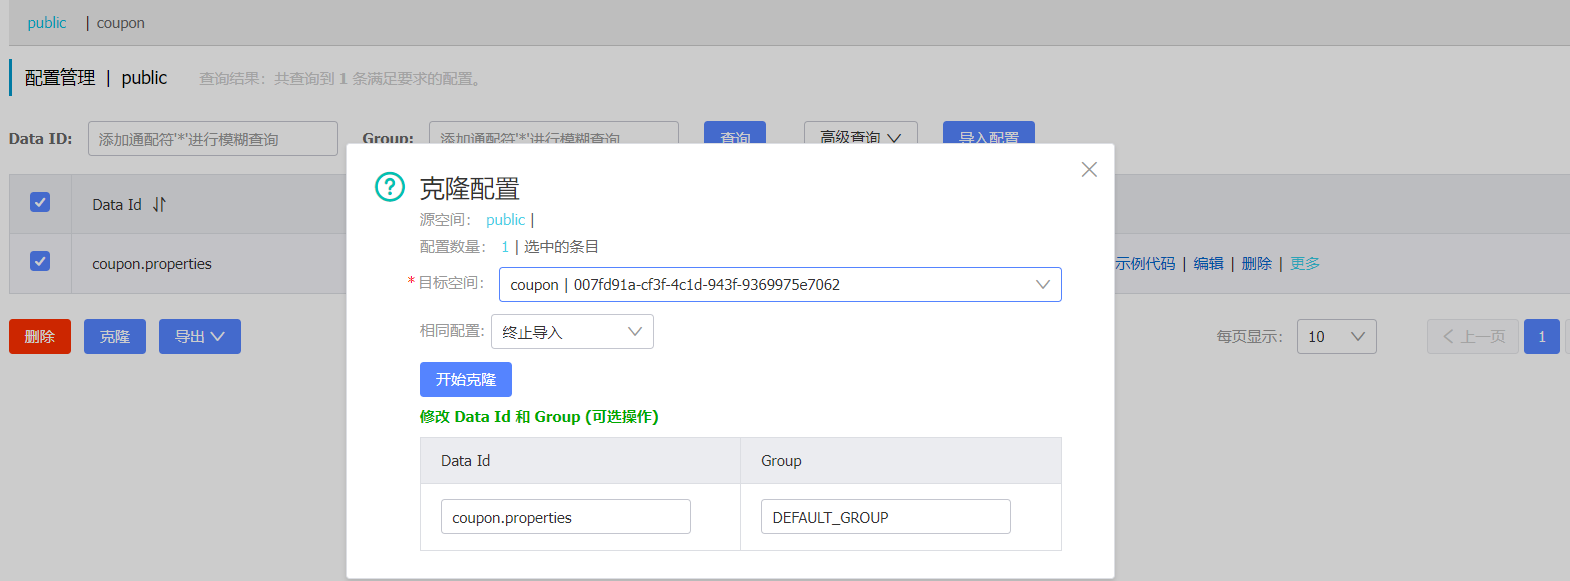 public | coupon
配置管理 | public 查询结果：共查询到 1 条满足要求的配置。
Data ID: 添加通配符'*'进行模糊查询 Group: 添加通配符'*'进行模糊查询 查询 高级查询 导入配置
Data Id
coupon.properties 示例代码 | 编辑 | 删除 | 更多
删除 克隆 导出 每页显示: 10 上一页 1
克隆配置
源空间： public |
配置数量： 1 | 选中的条目
* 目标空间: coupon | 007fd91a-cf3f-4c1d-943f-9369975e7062
相同配置: 终止导入
开始克隆
修改 Data Id 和 Group (可选操作)
Data Id Group
coupon.properties DEFAULT_GROUP